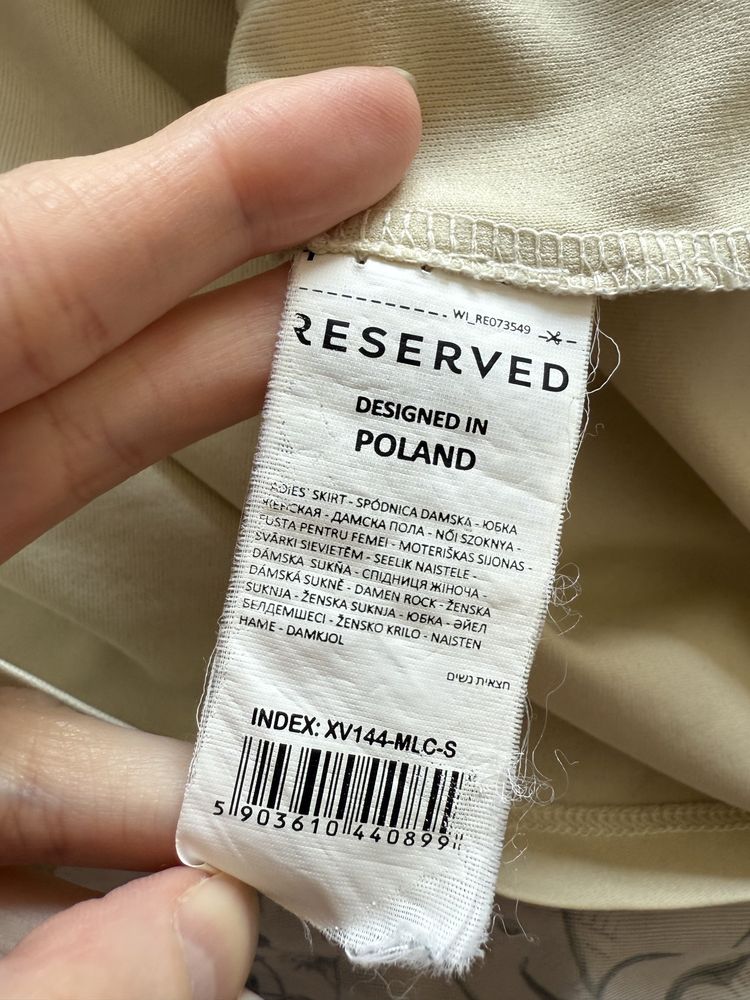 WI_RE073549
RESERVED
DESIGNED IN
POLAND
LADIES' SKIRT - SPÓDNICA DAMSKA - ЮБКА
ЖЕНСКАЯ - ДАМСКА ПОЛА - NŐI SZOKNYA -
FUSTA PENTRU FEMEI - MOTERIŠKAS SIJONAS -
SVĀRKI SIEVIETĒM - SEELIK NAISTELE -
DÁMSKA SUKŇA - СПІДНИЦЯ ЖІНОЧА -
DÁMSKÁ SUKNĚ - DAMEN ROCK - ŽENSKA
SUKNJA - ŽENSKA SUKNJA - ЮБКА - ӘЙЕЛ
БЕЛДЕМШЕСІ - ŽENSKO KRILO - NAISTEN
HAME - DAMKJOL
חצאית נשים
INDEX: XV144-MLC-S
5 903610 440899